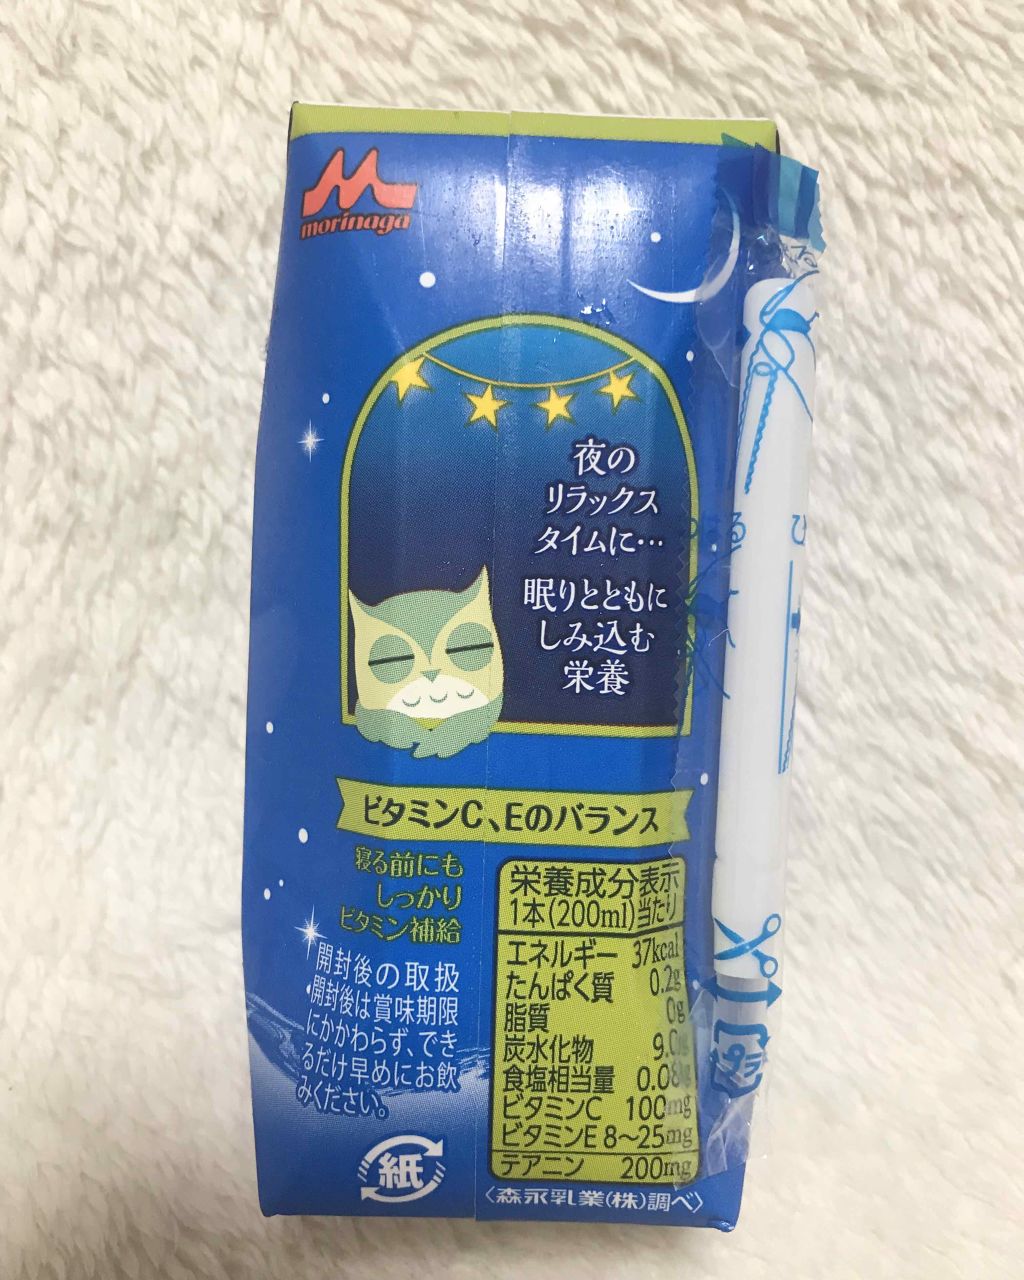 morinaga
夜の
リラックス
タイムに…
眠りとともに
しみ込む
栄養
ビタミンC、Eのバランス
寝る前にも
しっかり
ビタミン補給
開封後の取扱
・開封後は賞味期限
にかかわらず、でき
るだけ早めにお飲
みください。
紙
栄養成分表示
1本(200ml)当たり
エネルギー 37kcal
たんぱく質 0.2g
脂質 0g
炭水化物 9.0g
食塩相当量 0.08g
ビタミンC 100mg
ビタミンE 8～25mg
テアニン 200mg
〈森永乳業(株)調べ〉
プラ